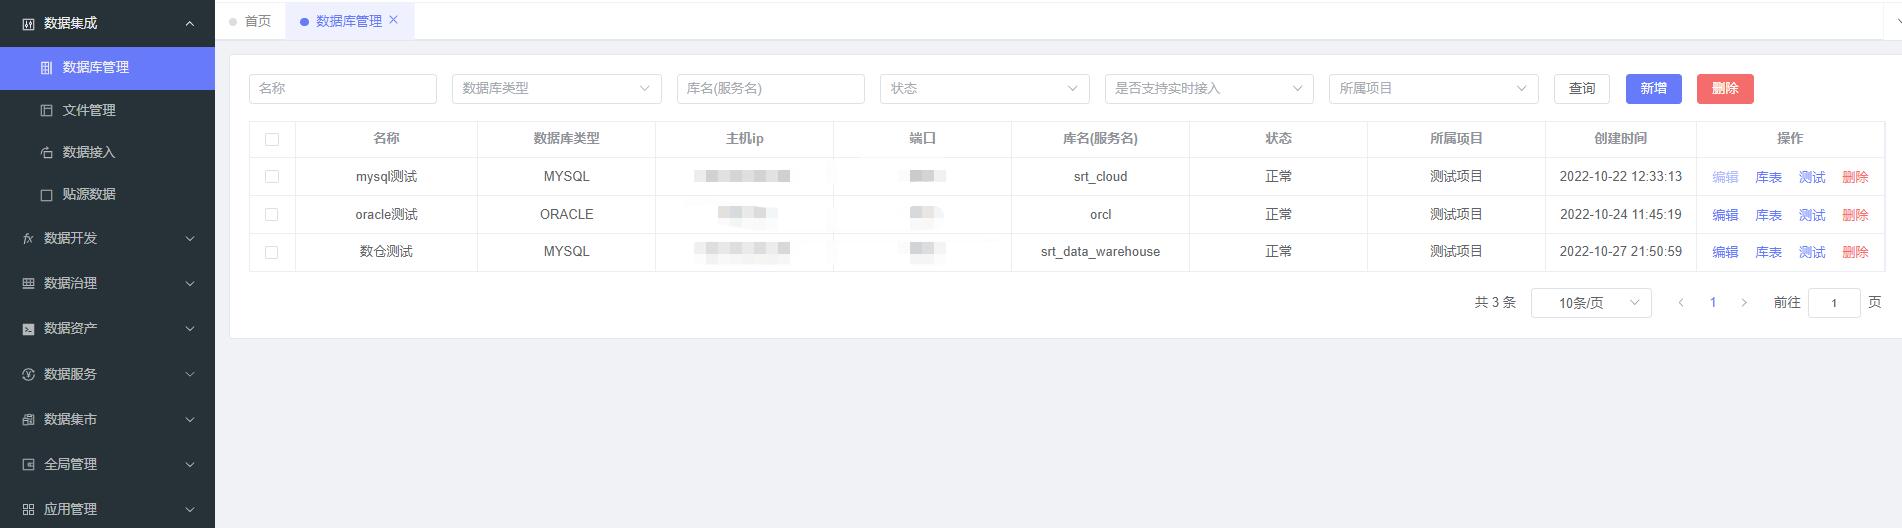 数据集成
数据库管理
文件管理
数据接入
贴源数据
数据开发
数据治理
数据资产
数据服务
数据集市
全局管理
应用管理
首页 数据库管理
名称 数据库类型 库名(服务名) 状态 是否支持实时接入 所属项目 查询 新增 删除
名称 数据库类型 主机ip 端口 库名(服务名) 状态 所属项目 创建时间 操作
mysql测试 MYSQL srt_cloud 正常 测试项目 2022-10-22 12:33:13 编辑 库表 测试 删除
oracle测试 ORACLE orcl 正常 测试项目 2022-10-24 11:45:19 编辑 库表 测试 删除
数仓测试 MYSQL srt_data_warehouse 正常 测试项目 2022-10-27 21:50:59 编辑 库表 测试 删除
共 3 条 10条/页 1 前往 1 页